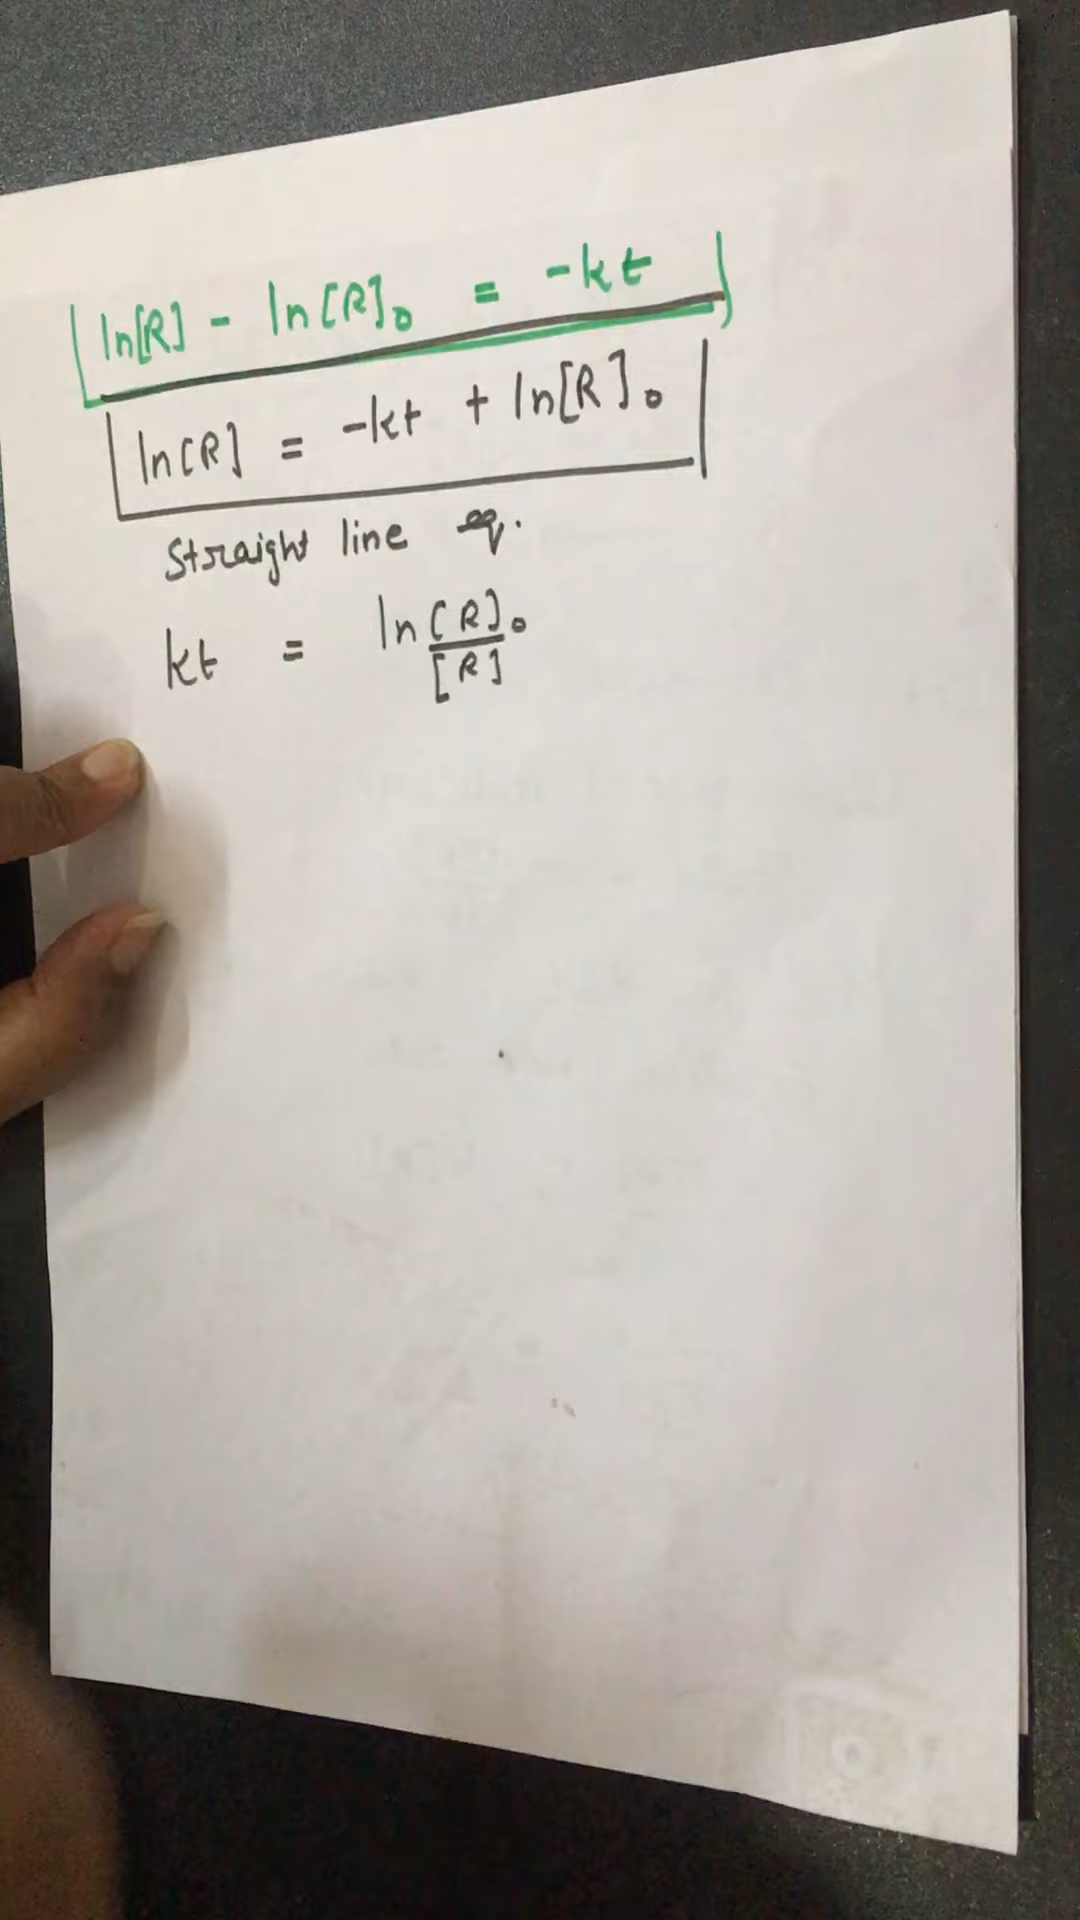 ln[R] - ln[R]₀ = -kt
ln[R] = -kt + ln[R]₀
Straight line eq.
kt = ln [R]₀/[R]